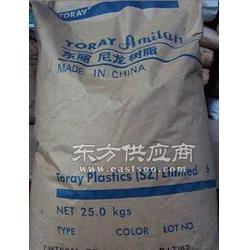 TORAY Amilan
东丽 尼龙树脂
MADE IN CHINA
东方供应商
www.eastsoo.com
Toray Plastics (SZ) Limited 6
NET 25.0 kgs
TYPE COLOR LOT NO